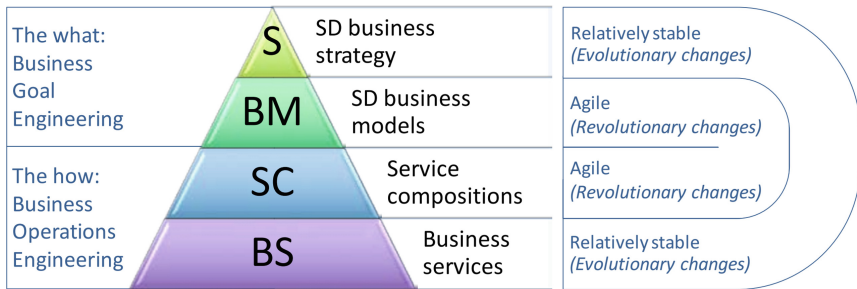 The what:
Business
Goal
Engineering
The how:
Business
Operations
Engineering
S
BM
SC
BS
SD business
strategy
SD business
models
Service
compositions
Business
services
Relatively stable
(Evolutionary changes)
Agile
(Revolutionary changes)
Agile
(Revolutionary changes)
Relatively stable
(Evolutionary changes)